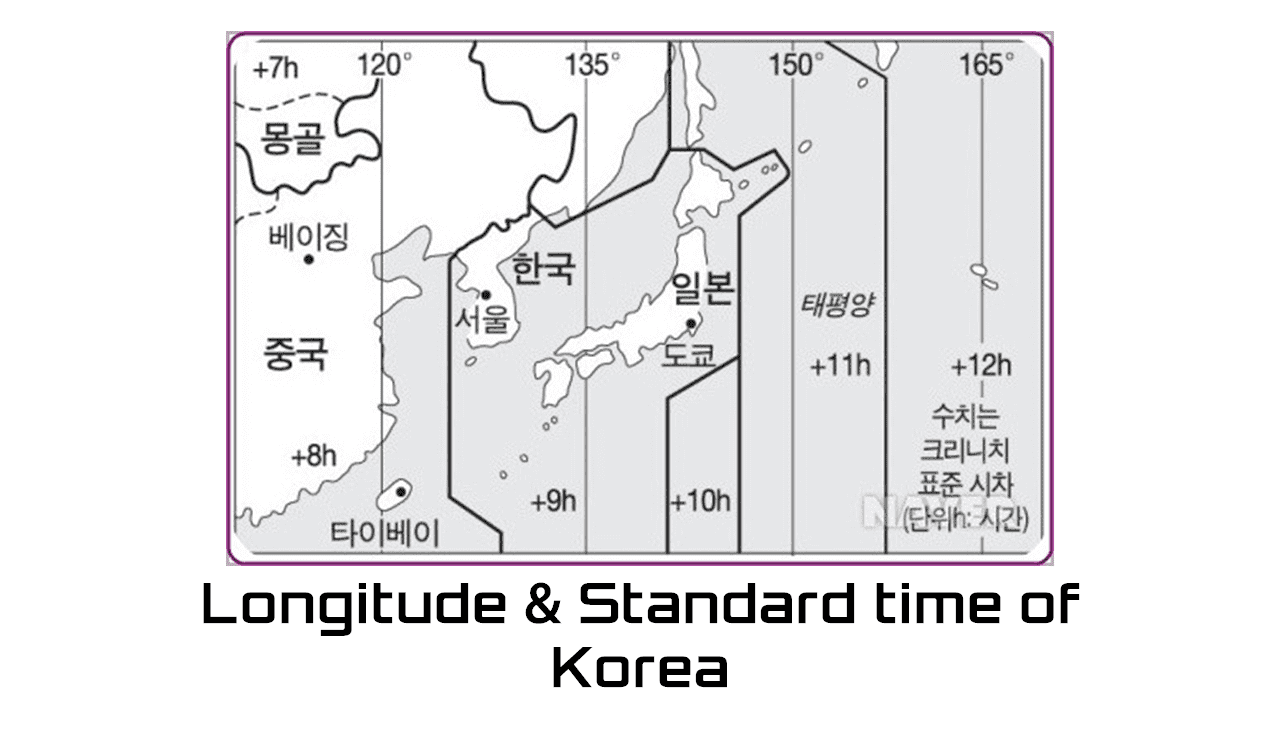 +7h
120°
135°
150°
165°
몽골
베이징
한국
일본
서울
태평양
도쿄
중국
+11h
+12h
수치는
크리니치
표준 시차
(단위h: 시간)
+8h
+9h
+10h
NAVER
타이베이
Longitude & Standard time of
Korea